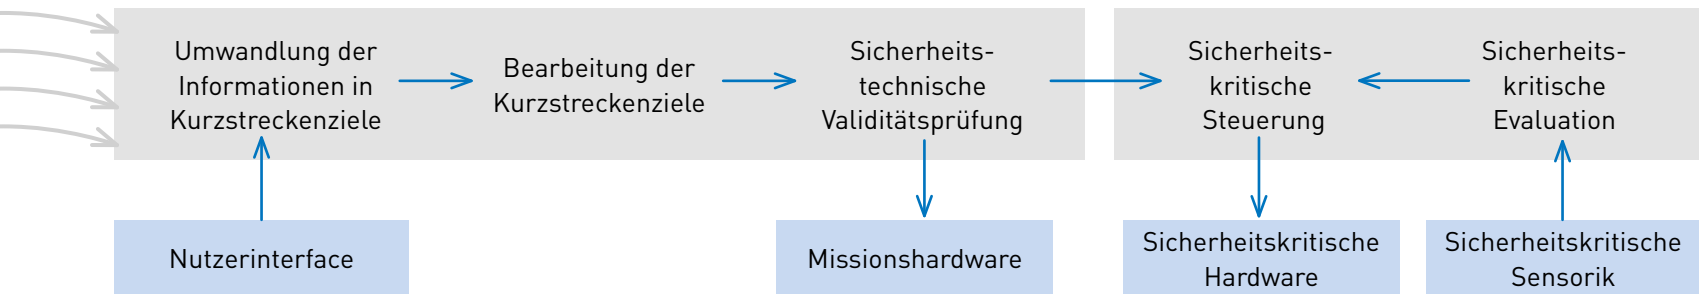 Umwandlung der
Informationen in
Kurzstreckenziele
Bearbeitung der
Kurzstreckenziele
Sicherheits-
technische
Validitätsprüfung
Sicherheits-
kritische
Steuerung
Sicherheits-
kritische
Evaluation
Nutzerinterface
Missionshardware
Sicherheitskritische
Hardware
Sicherheitskritische
Sensorik